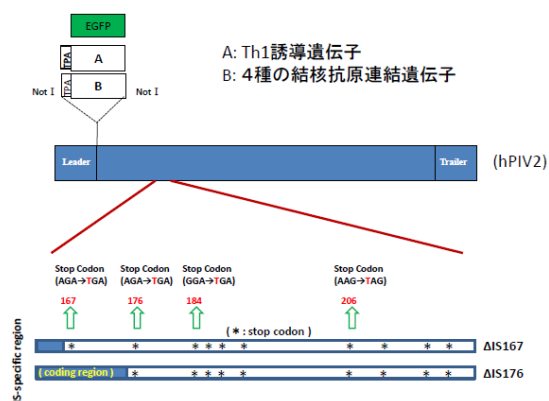 EGFP
TPA A
TPA B
Not I
Not I
A: Th1誘導遺伝子
B: 4種の結核抗原連結遺伝子
Leader
Trailer
(hPIV2)
Stop Codon
(AGA→TGA)
167
Stop Codon
(AGA→TGA)
176
Stop Codon
(GGA→TGA)
184
Stop Codon
(AAG→TAG)
206
( * : stop codon )
* * * * * * * * * *
ΔIS167
( coding region )
* * * * * * * * *
ΔIS176
S-specific region